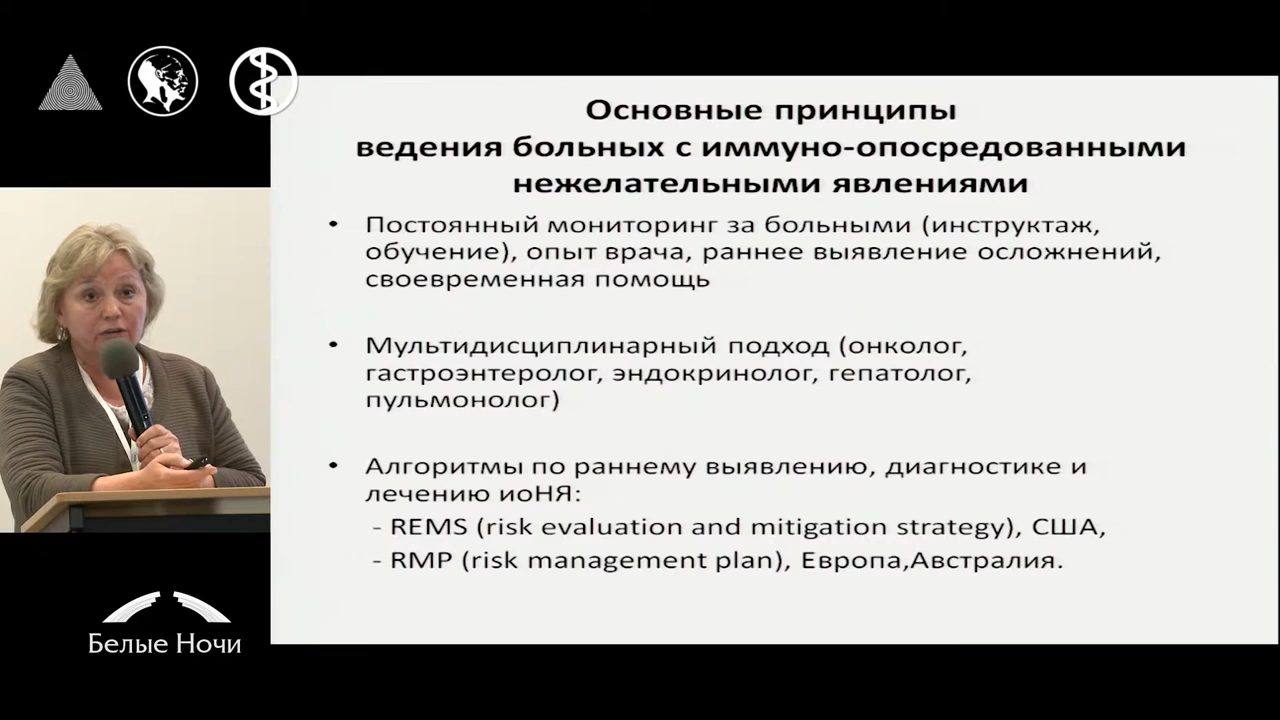 Основные принципы
ведения больных с иммуно-опосредованными
нежелательными явлениями
• Постоянный мониторинг за больными (инструктаж,
обучение), опыт врача, раннее выявление осложнений,
своевременная помощь
• Мультидисциплинарный подход (онколог,
гастроэнтеролог, эндокринолог, гепатолог,
пульмонолог)
• Алгоритмы по раннему выявлению, диагностике и
лечению иоНЯ:
- REMS (risk evaluation and mitigation strategy), США,
- RMP (risk management plan), Европа,Австралия.
Белые Ночи